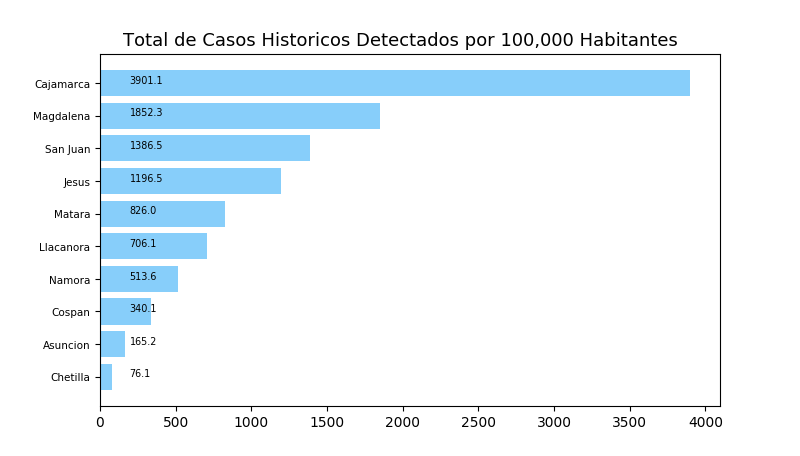 Total de Casos Historicos Detectados por 100,000 Habitantes
Cajamarca 3901.1
Magdalena 1852.3
San Juan 1386.5
Jesus 1196.5
Matara 826.0
Llacanora 706.1
Namora 513.6
Cospan 340.1
Asuncion 165.2
Chetilla 76.1
0 500 1000 1500 2000 2500 3000 3500 4000